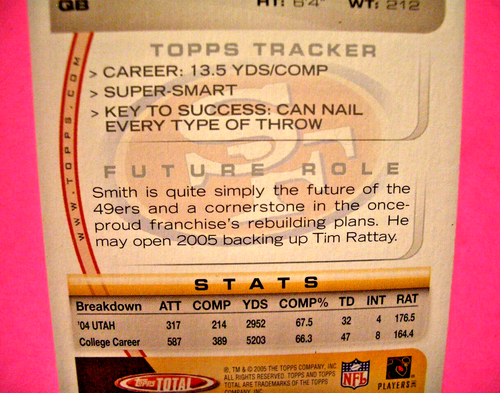 QB HT: 6'4" WT: 212
TOPPS TRACKER
> CAREER: 13.5 YDS/COMP
> SUPER-SMART
> KEY TO SUCCESS: CAN NAIL
EVERY TYPE OF THROW
WWW.TOPPS.COM
FUTURE ROLE
Smith is quite simply the future of the
49ers and a cornerstone in the once-
proud franchise's rebuilding plans. He
may open 2005 backing up Tim Rattay.
STATS
Breakdown ATT COMP YDS COMP% TD INT RAT
'04 UTAH 317 214 2952 67.5 32 4 176.5
College Career 587 389 5203 66.3 47 8 164.4
TOPPS TOTAL
®, TM & © 2005 THE TOPPS COMPANY, INC.
ALL RIGHTS RESERVED. TOPPS AND TOPPS
TOTAL ARE TRADEMARKS OF THE TOPPS
COMPANY, INC.
NFL
PLAYERS INC